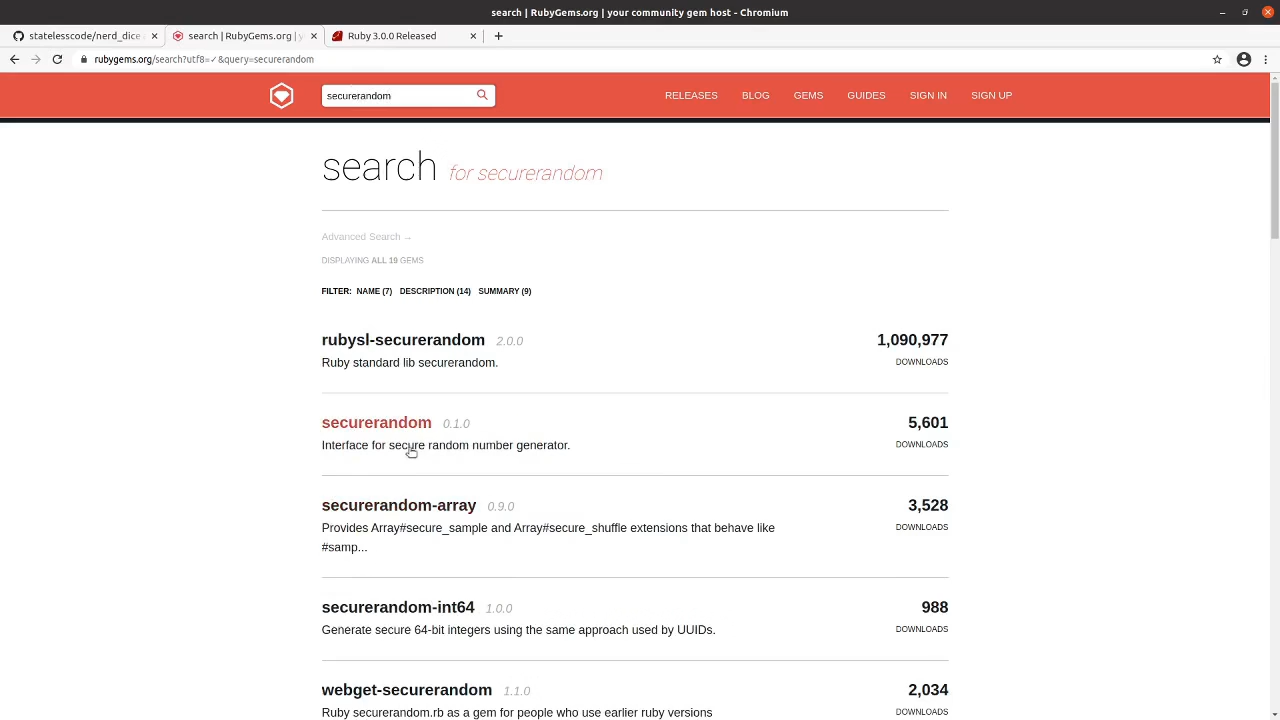 search | RubyGems.org | your community gem host - Chromium
statelesscode/nerd_dice
search | RubyGems.org | y
Ruby 3.0.0 Released
rubygems.org/search?utf8=✓&query=securerandom
securerandom
RELEASES BLOG GEMS GUIDES SIGN IN SIGN UP
search for securerandom
Advanced Search →
DISPLAYING ALL 19 GEMS
FILTER: NAME (7) DESCRIPTION (14) SUMMARY (9)
rubysl-securerandom 2.0.0 1,090,977
Ruby standard lib securerandom. DOWNLOADS
securerandom 0.1.0 5,601
Interface for secure random number generator. DOWNLOADS
securerandom-array 0.9.0 3,528
Provides Array#secure_sample and Array#secure_shuffle extensions that behave like DOWNLOADS
#samp...
securerandom-int64 1.0.0 988
Generate secure 64-bit integers using the same approach used by UUIDs. DOWNLOADS
webget-securerandom 1.1.0 2,034
Ruby securerandom.rb as a gem for people who use earlier ruby versions DOWNLOADS